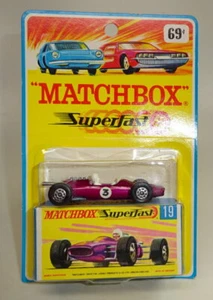 69¢
"MATCHBOX"
Superfast
3
MATCHBOX Superfast 19